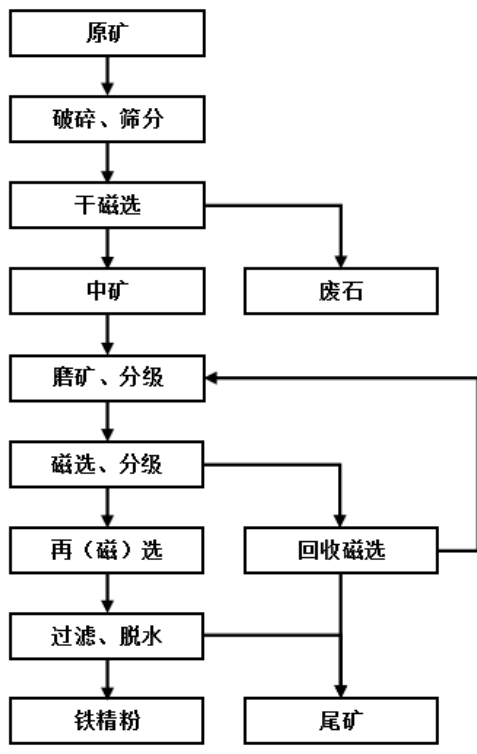 原矿
破碎、筛分
干磁选
中矿
废石
磨矿、分级
磁选、分级
再（磁）选
回收磁选
过滤、脱水
铁精粉
尾矿